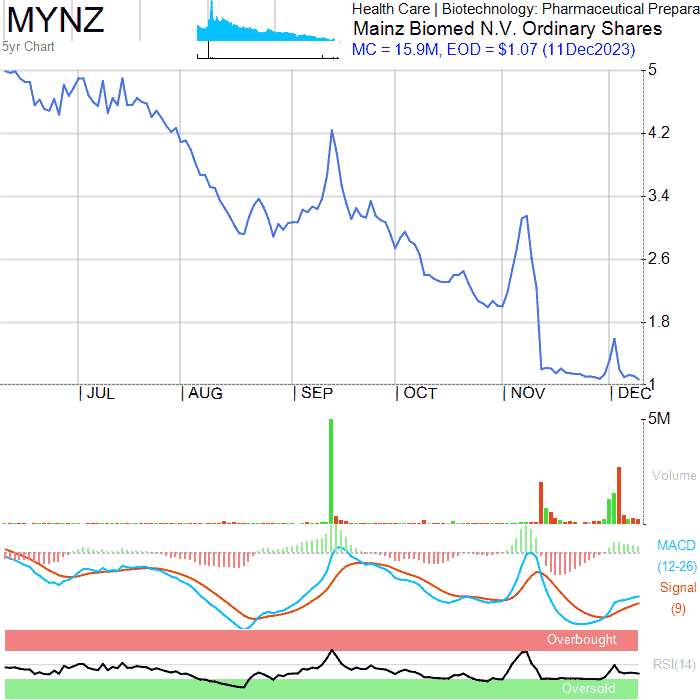 MYNZ
5yr Chart
Health Care | Biotechnology: Pharmaceutical Prepara
Mainz Biomed N.V. Ordinary Shares
MC = 15.9M, EOD = $1.07 (11Dec2023)
5
4.2
3.4
2.6
1.8
1
JUL
AUG
SEP
OCT
NOV
DEC
5M
Volume
MACD
(12-26)
Signal
(9)
Overbought
RSI(14)
Oversold